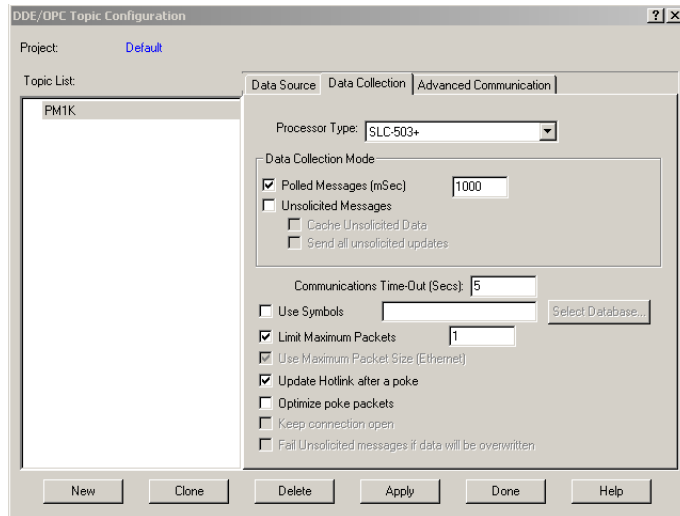 DDE/OPC Topic Configuration
Project: Default
Topic List:
PM1K
Data Source Data Collection Advanced Communication
Processor Type: SLC-503+
Data Collection Mode
Polled Messages (mSec) 1000
Unsolicited Messages
Cache Unsolicited Data
Send all unsolicited updates
Communications Time-Out (Secs): 5
Use Symbols Select Database...
Limit Maximum Packets 1
Use Maximum Packet Size (Ethernet)
Update Hotlink after a poke
Optimize poke packets
Keep connection open
Fail Unsolicited messages if data will be overwritten
New Clone Delete Apply Done Help